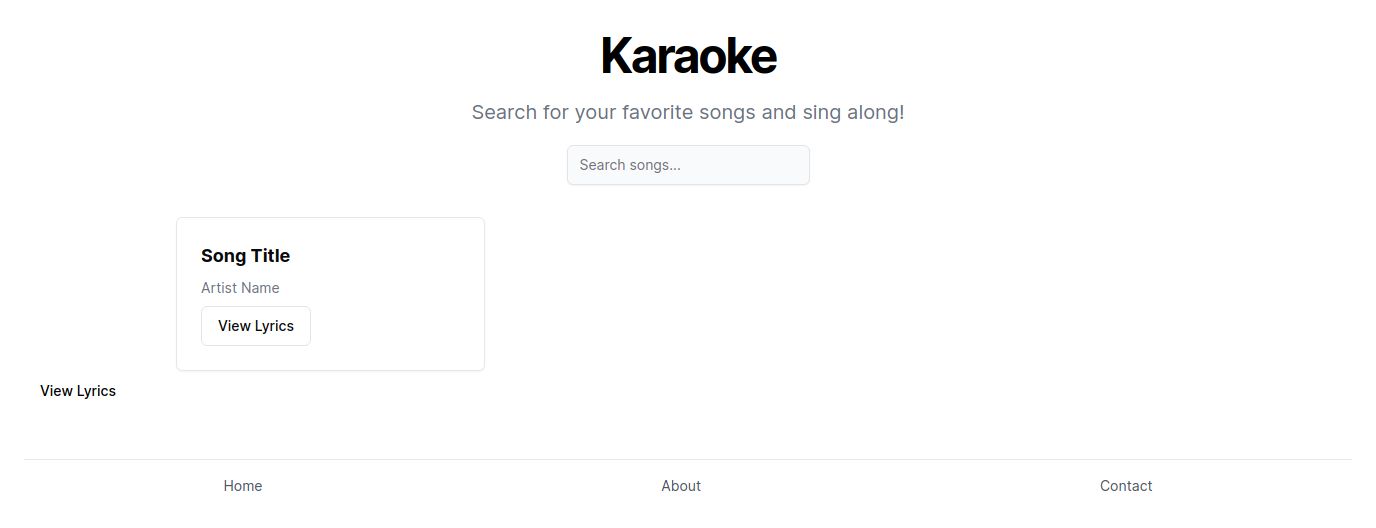 Karaoke
Search for your favorite songs and sing along!
Search songs...
Song Title
Artist Name
View Lyrics
View Lyrics
Home About Contact